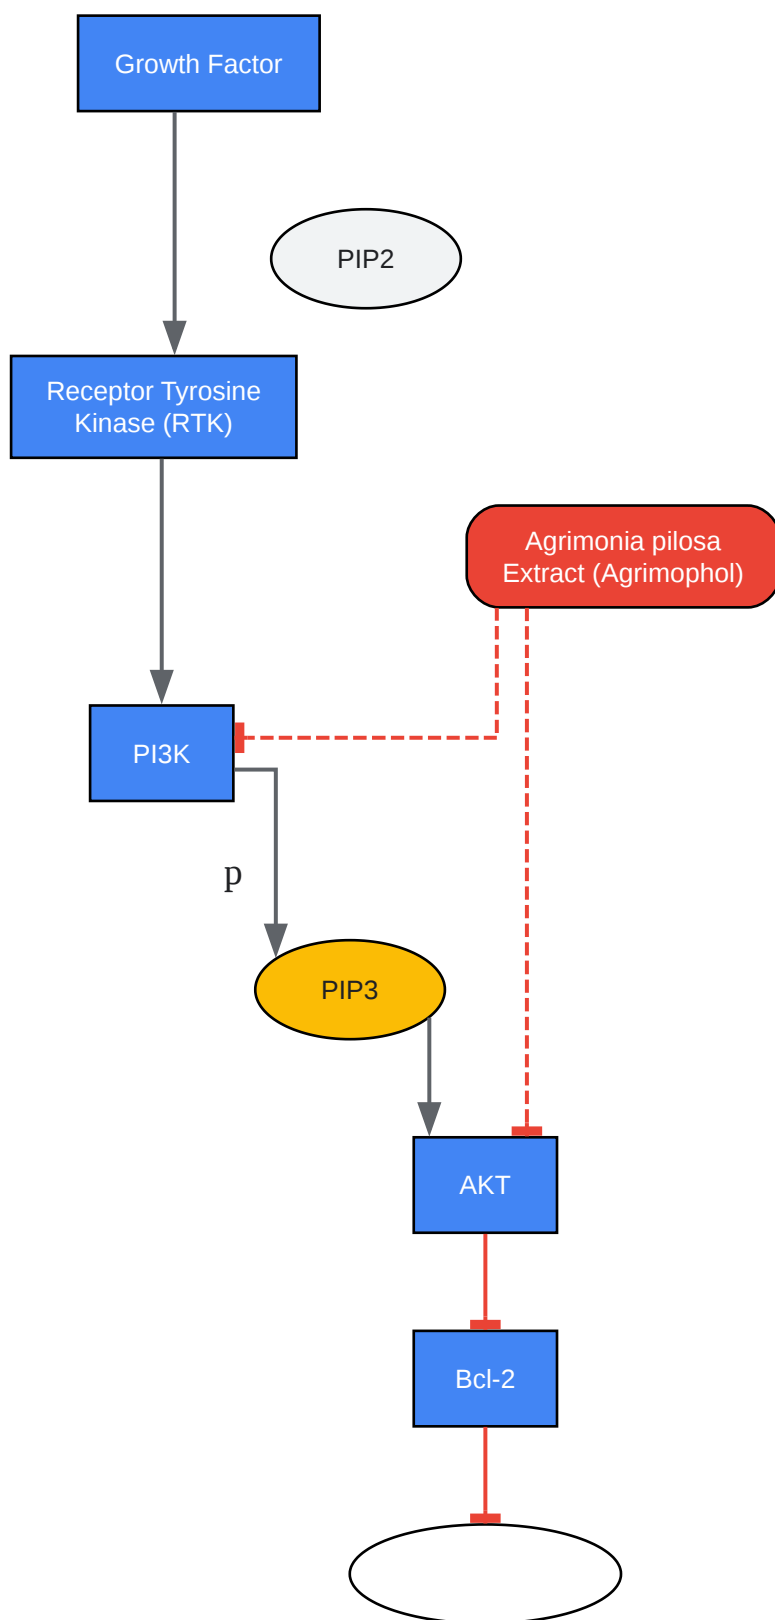 Growth Factor
PIP2
Receptor Tyrosine
Kinase (RTK)
Agrimonia pilosa
Extract (Agrimophol)
PI3K
p
PIP3
AKT
Bcl-2